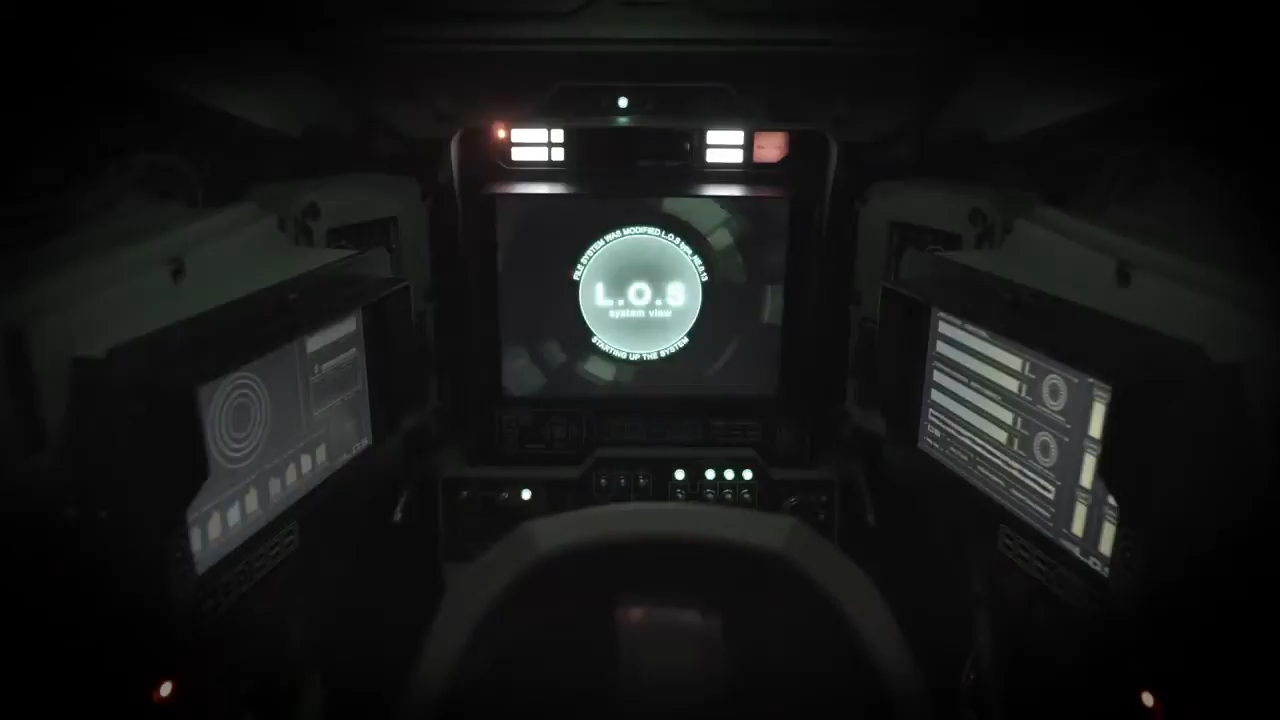 FILE SYSTEM WAS MODIFIED L.O.S
L.O.S
system view
STARTING UP THE SYSTEM